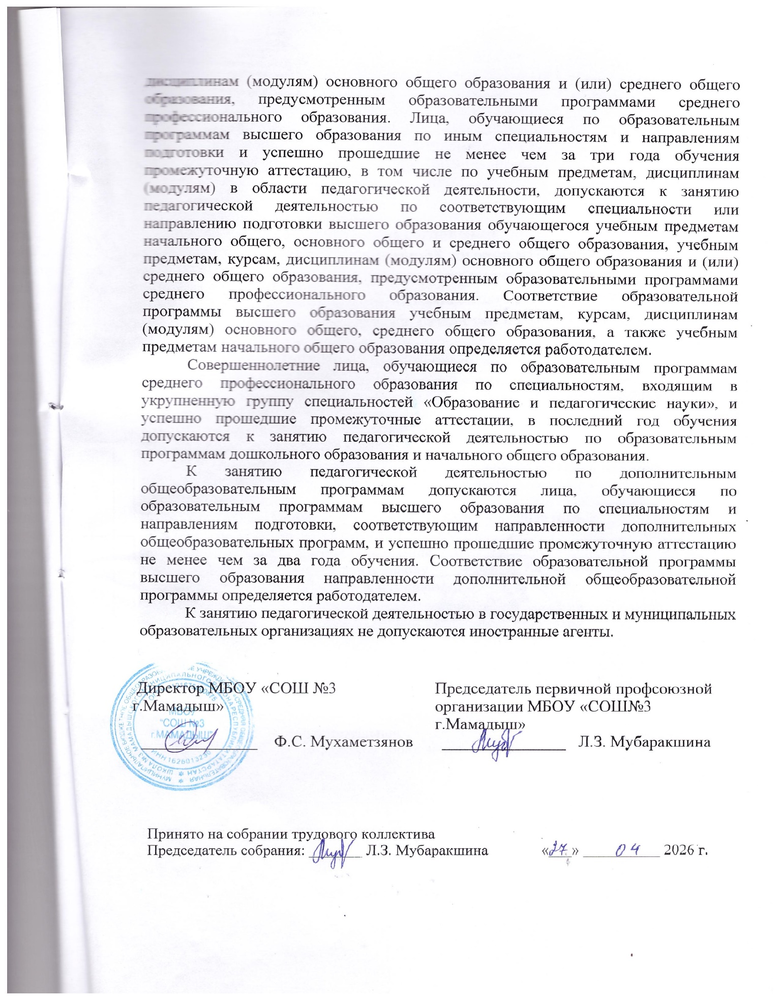 дисциплинам (модулям) основного общего образования и (или) среднего общего
образования, предусмотренным образовательными программами среднего
профессионального образования. Лица, обучающиеся по образовательным
программам высшего образования по иным специальностям и направлениям
подготовки и успешно прошедшие не менее чем за три года обучения
промежуточную аттестацию, в том числе по учебным предметам, дисциплинам
(модулям) в области педагогической деятельности, допускаются к занятию
педагогической деятельностью по соответствующим специальности или
направлению подготовки высшего образования обучающегося учебным предметам
начального общего, основного общего и среднего общего образования, учебным
предметам, курсам, дисциплинам (модулям) основного общего образования и (или)
среднего общего образования, предусмотренным образовательными программами
среднего профессионального образования. Соответствие образовательной
программы высшего образования учебным предметам, курсам, дисциплинам
(модулям) основного общего, среднего общего образования, а также учебным
предметам начального общего образования определяется работодателем.
Совершеннолетние лица, обучающиеся по образовательным программам
среднего профессионального образования по специальностям, входящим в
укрупненную группу специальностей «Образование и педагогические науки», и
успешно прошедшие промежуточные аттестации, в последний год обучения
допускаются к занятию педагогической деятельностью по образовательным
программам дошкольного образования и начального общего образования.
К занятию педагогической деятельностью по дополнительным
общеобразовательным программам допускаются лица, обучающиеся по
образовательным программам высшего образования по специальностям и
направлениям подготовки, соответствующим направленности дополнительных
общеобразовательных программ, и успешно прошедшие промежуточную аттестацию
не менее чем за два года обучения. Соответствие образовательной программы
высшего образования направленности дополнительной общеобразовательной
программы определяется работодателем.
К занятию педагогической деятельностью в государственных и муниципальных
образовательных организациях не допускаются иностранные агенты.
Директор МБОУ «СОШ №3
г.Мамадыш»
Ф.С. Мухаметзянов
МБОУ
"СОШ №3
г.МАМАДЫШ"
Председатель первичной профсоюзной
организации МБОУ «СОШ№3
г.Мамадыш»
Л.З. Мубаракшина
Принято на собрании трудового коллектива
Председатель собрания: Л.З. Мубаракшина «27» 04 2026 г.